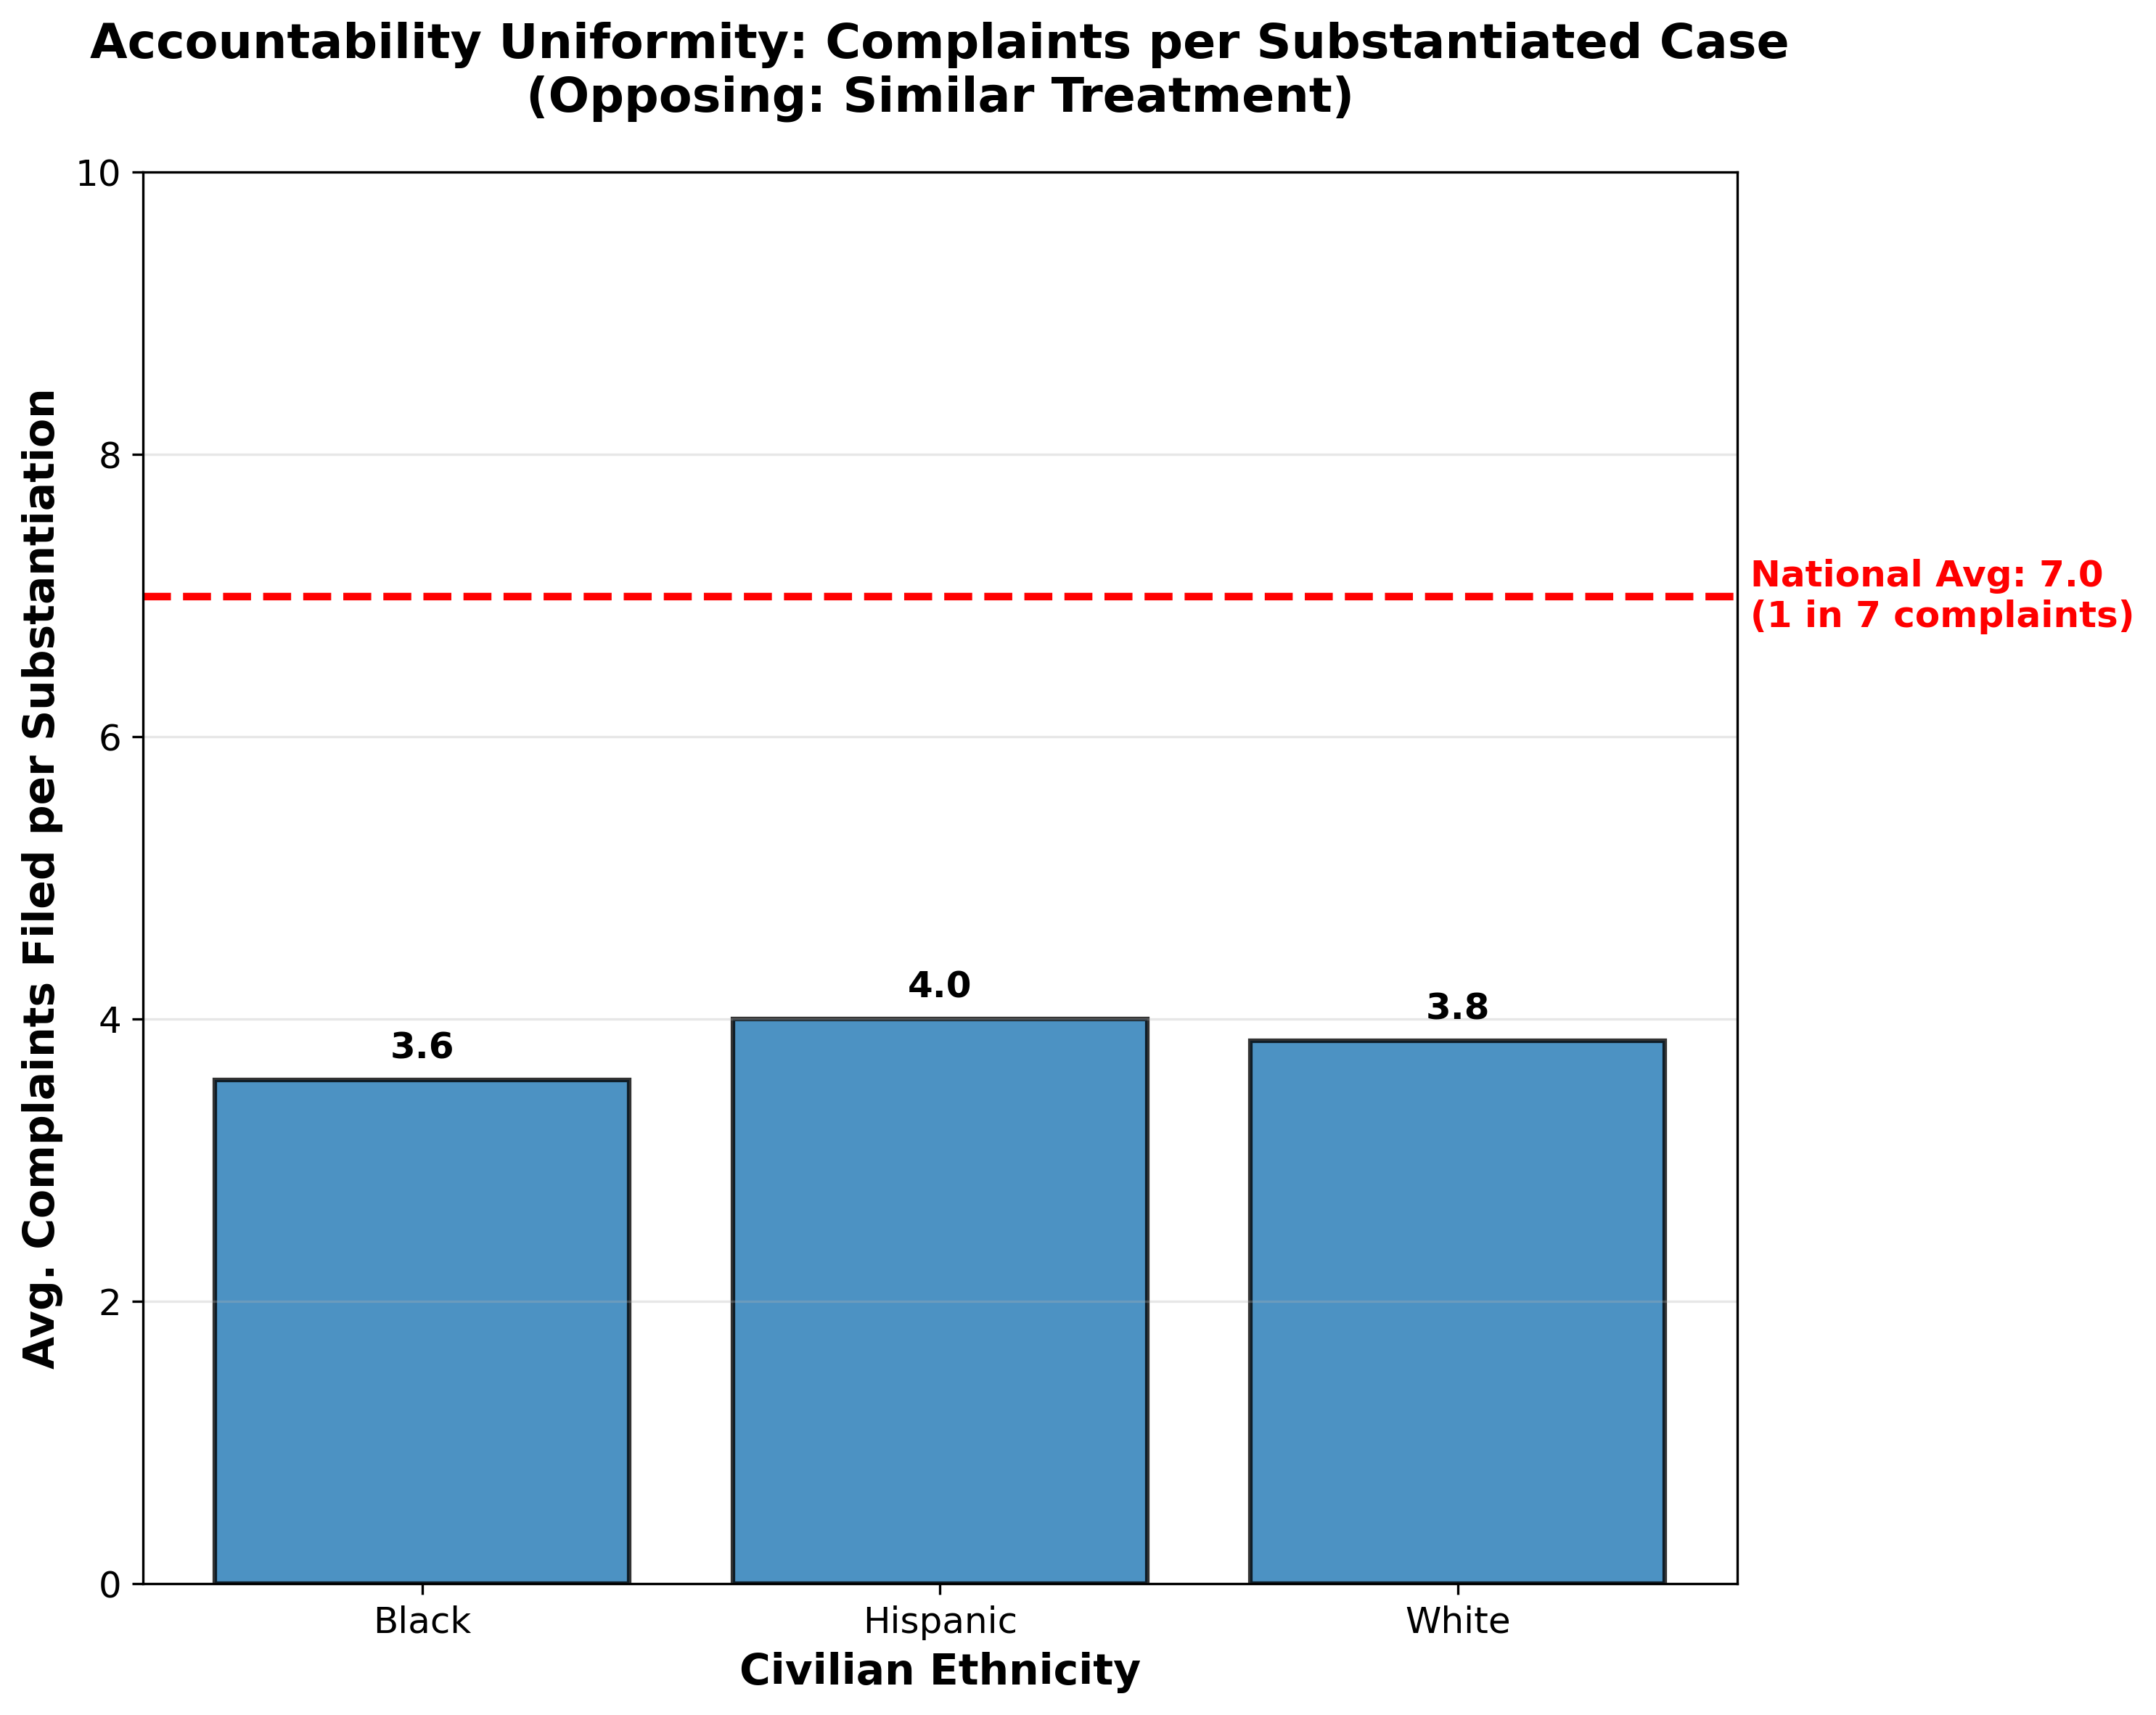 Accountability Uniformity: Complaints per Substantiated Case
(Opposing: Similar Treatment)
Avg. Complaints Filed per Substantiation
10
8
6
4
2
0
National Avg: 7.0
(1 in 7 complaints)
3.6
4.0
3.8
Black
Hispanic
White
Civilian Ethnicity